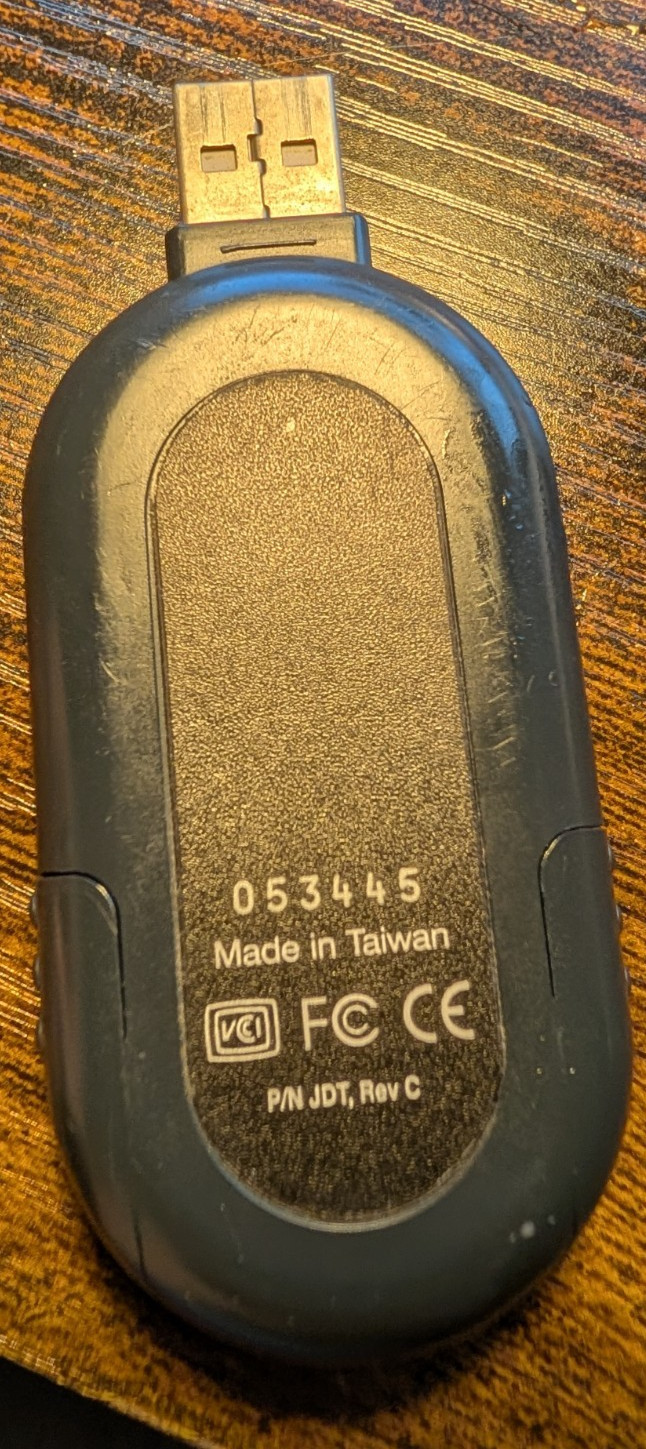 053445
Made in Taiwan
VCI FC CE
P/N JDT, Rev C